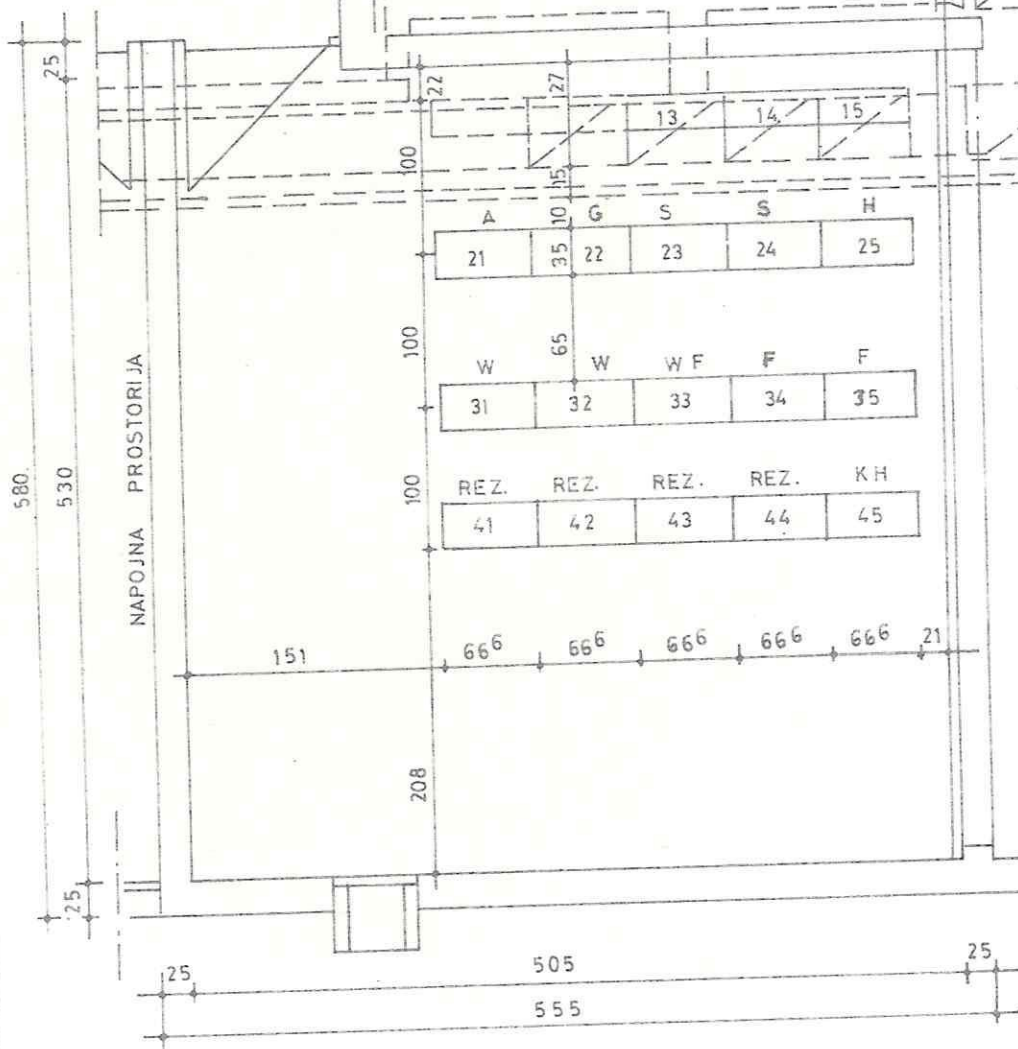 25
22
27
13 14 15
100
15
A G S S H
10
21 35 22 23 24 25
100
65
W W WF F F
31 32 33 34 35
NAPOJNA PROSTORIJA
580
530
100
REZ. REZ. REZ. REZ. KH
41 42 43 44 45
151 66⁶ 66⁶ 66⁶ 66⁶ 66⁶ 21
208
25
25 505 25
555